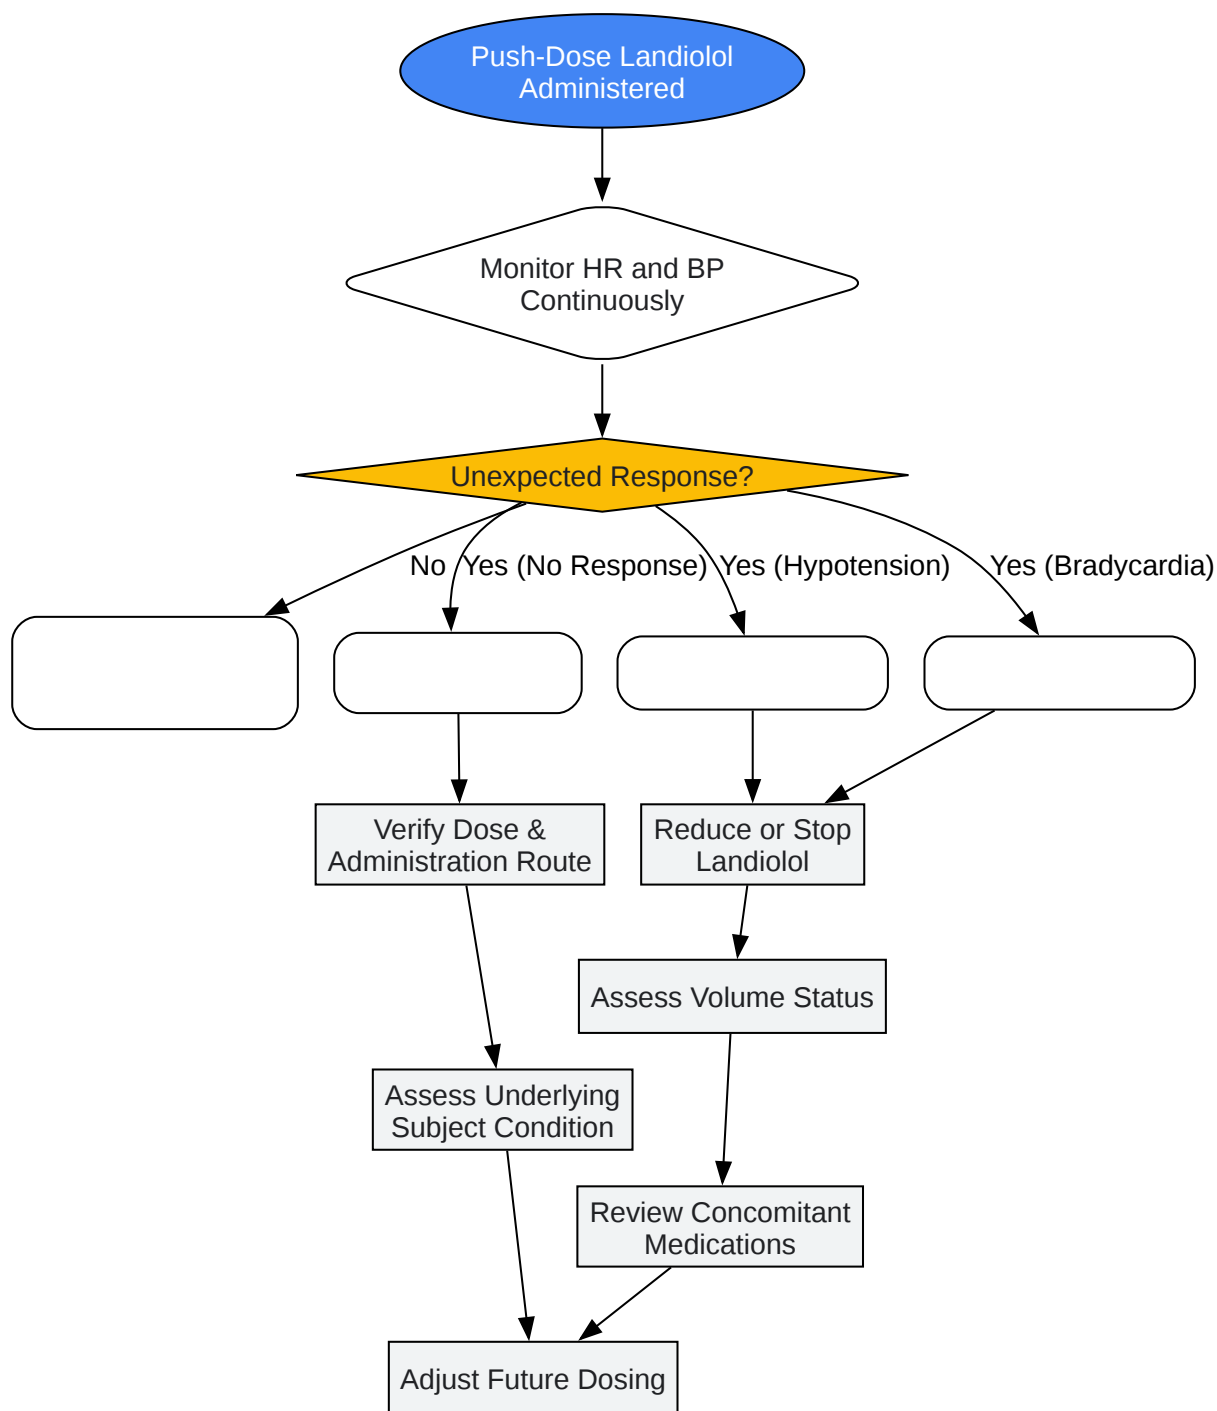 Push-Dose Landiolol
Administered
Monitor HR and BP
Continuously
Unexpected Response?
No
Yes (No Response)
Yes (Hypotension)
Yes (Bradycardia)
Verify Dose &
Administration Route
Reduce or Stop
Landiolol
Assess Volume Status
Assess Underlying
Subject Condition
Review Concomitant
Medications
Adjust Future Dosing